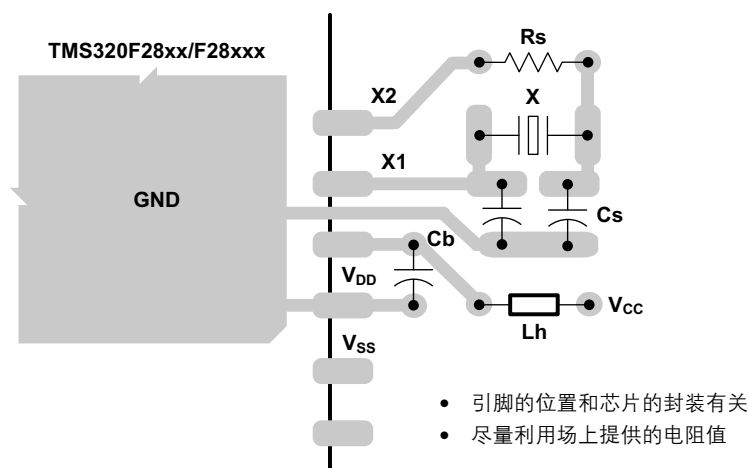 TMS320F28xx/F28xxx
Rs
X2
X
X1
GND
Cs
Cb
VDD
VCC
Lh
VSS
• 引脚的位置和芯片的封装有关
• 尽量利用场上提供的电阻值